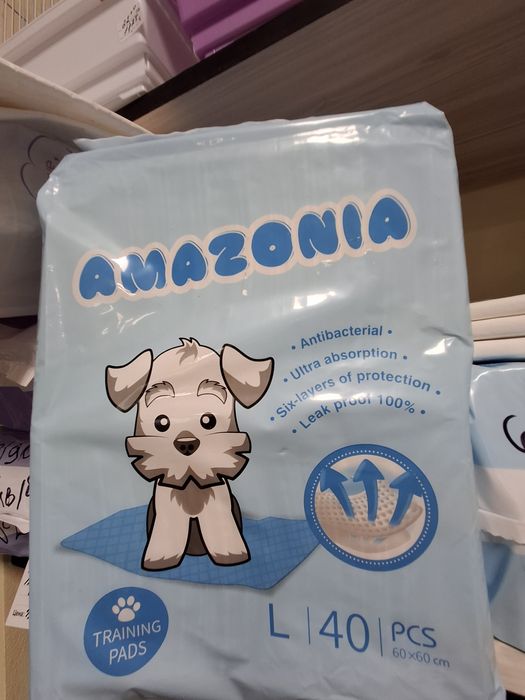 AMAZONIA
• Antibacterial •
• Ultra absorption •
• Six-layers of protection •
• Leak proof 100% •
TRAINING
PADS
L | 40 | PCS
60×60 cm